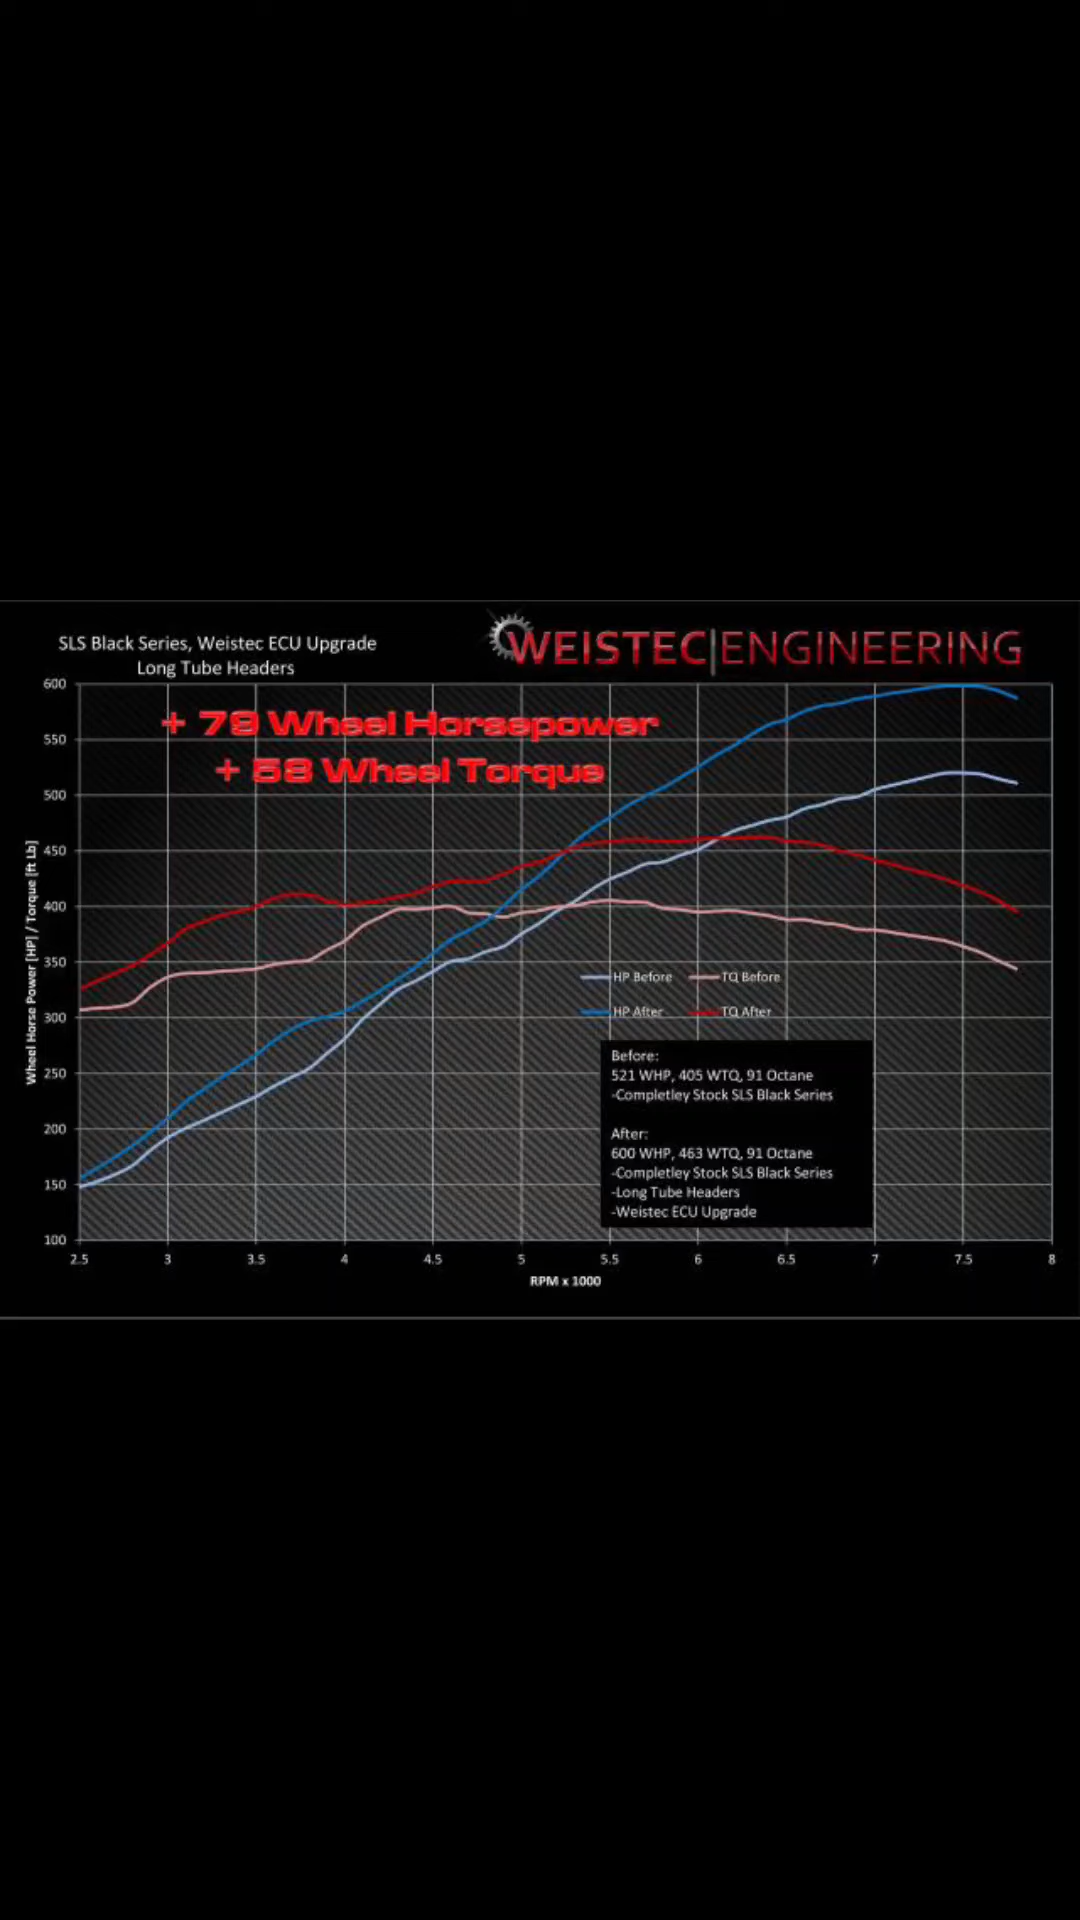 SLS Black Series, Weistec ECU Upgrade
Long Tube Headers
WEISTEC|ENGINEERING
+ 79 Wheel Horsepower
+ 58 Wheel Torque
Wheel Horse Power [HP] / Torque [ft Lb]
600
550
500
450
400
350
300
250
200
150
100
HP Before
TQ Before
HP After
TQ After
Before:
521 WHP, 405 WTQ, 91 Octane
-Completley Stock SLS Black Series
After:
600 WHP, 463 WTQ, 91 Octane
-Completley Stock SLS Black Series
-Long Tube Headers
-Weistec ECU Upgrade
2.5 3 3.5 4 4.5 5 5.5 6 6.5 7 7.5 8
RPM x 1000